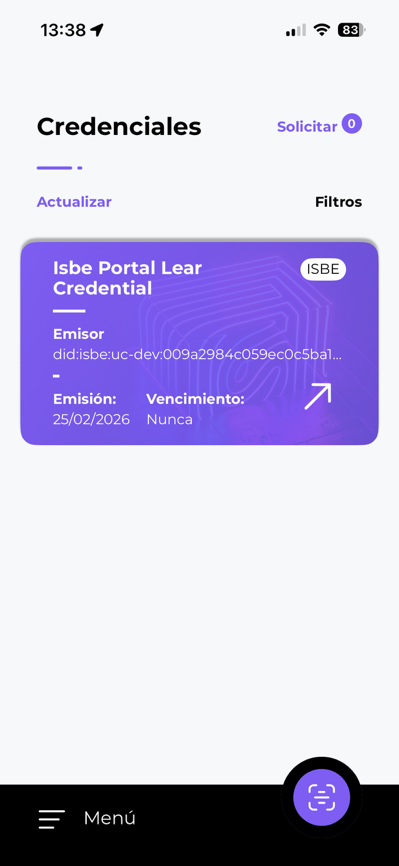 13:38
83
Credenciales
Solicitar 0
Actualizar
Filtros
Isbe Portal Lear
Credential
ISBE
Emisor
did:isbe:uc-dev:009a2984c059ec0c5ba1...
Emisión: Vencimiento:
25/02/2026 Nunca
Menú